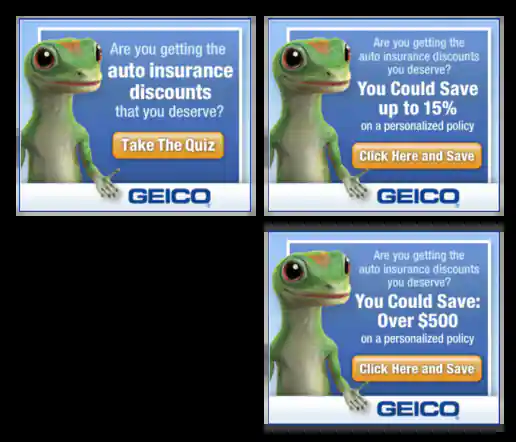 Are you getting the
auto insurance
discounts
that you deserve?
Take The Quiz
GEICO
Are you getting the
auto insurance discounts
you deserve?
You Could Save
up to 15%
on a personalized policy
Click Here and Save
GEICO
Are you getting the
auto insurance discounts
you deserve?
You Could Save:
Over $500
on a personalized policy
Click Here and Save
GEICO